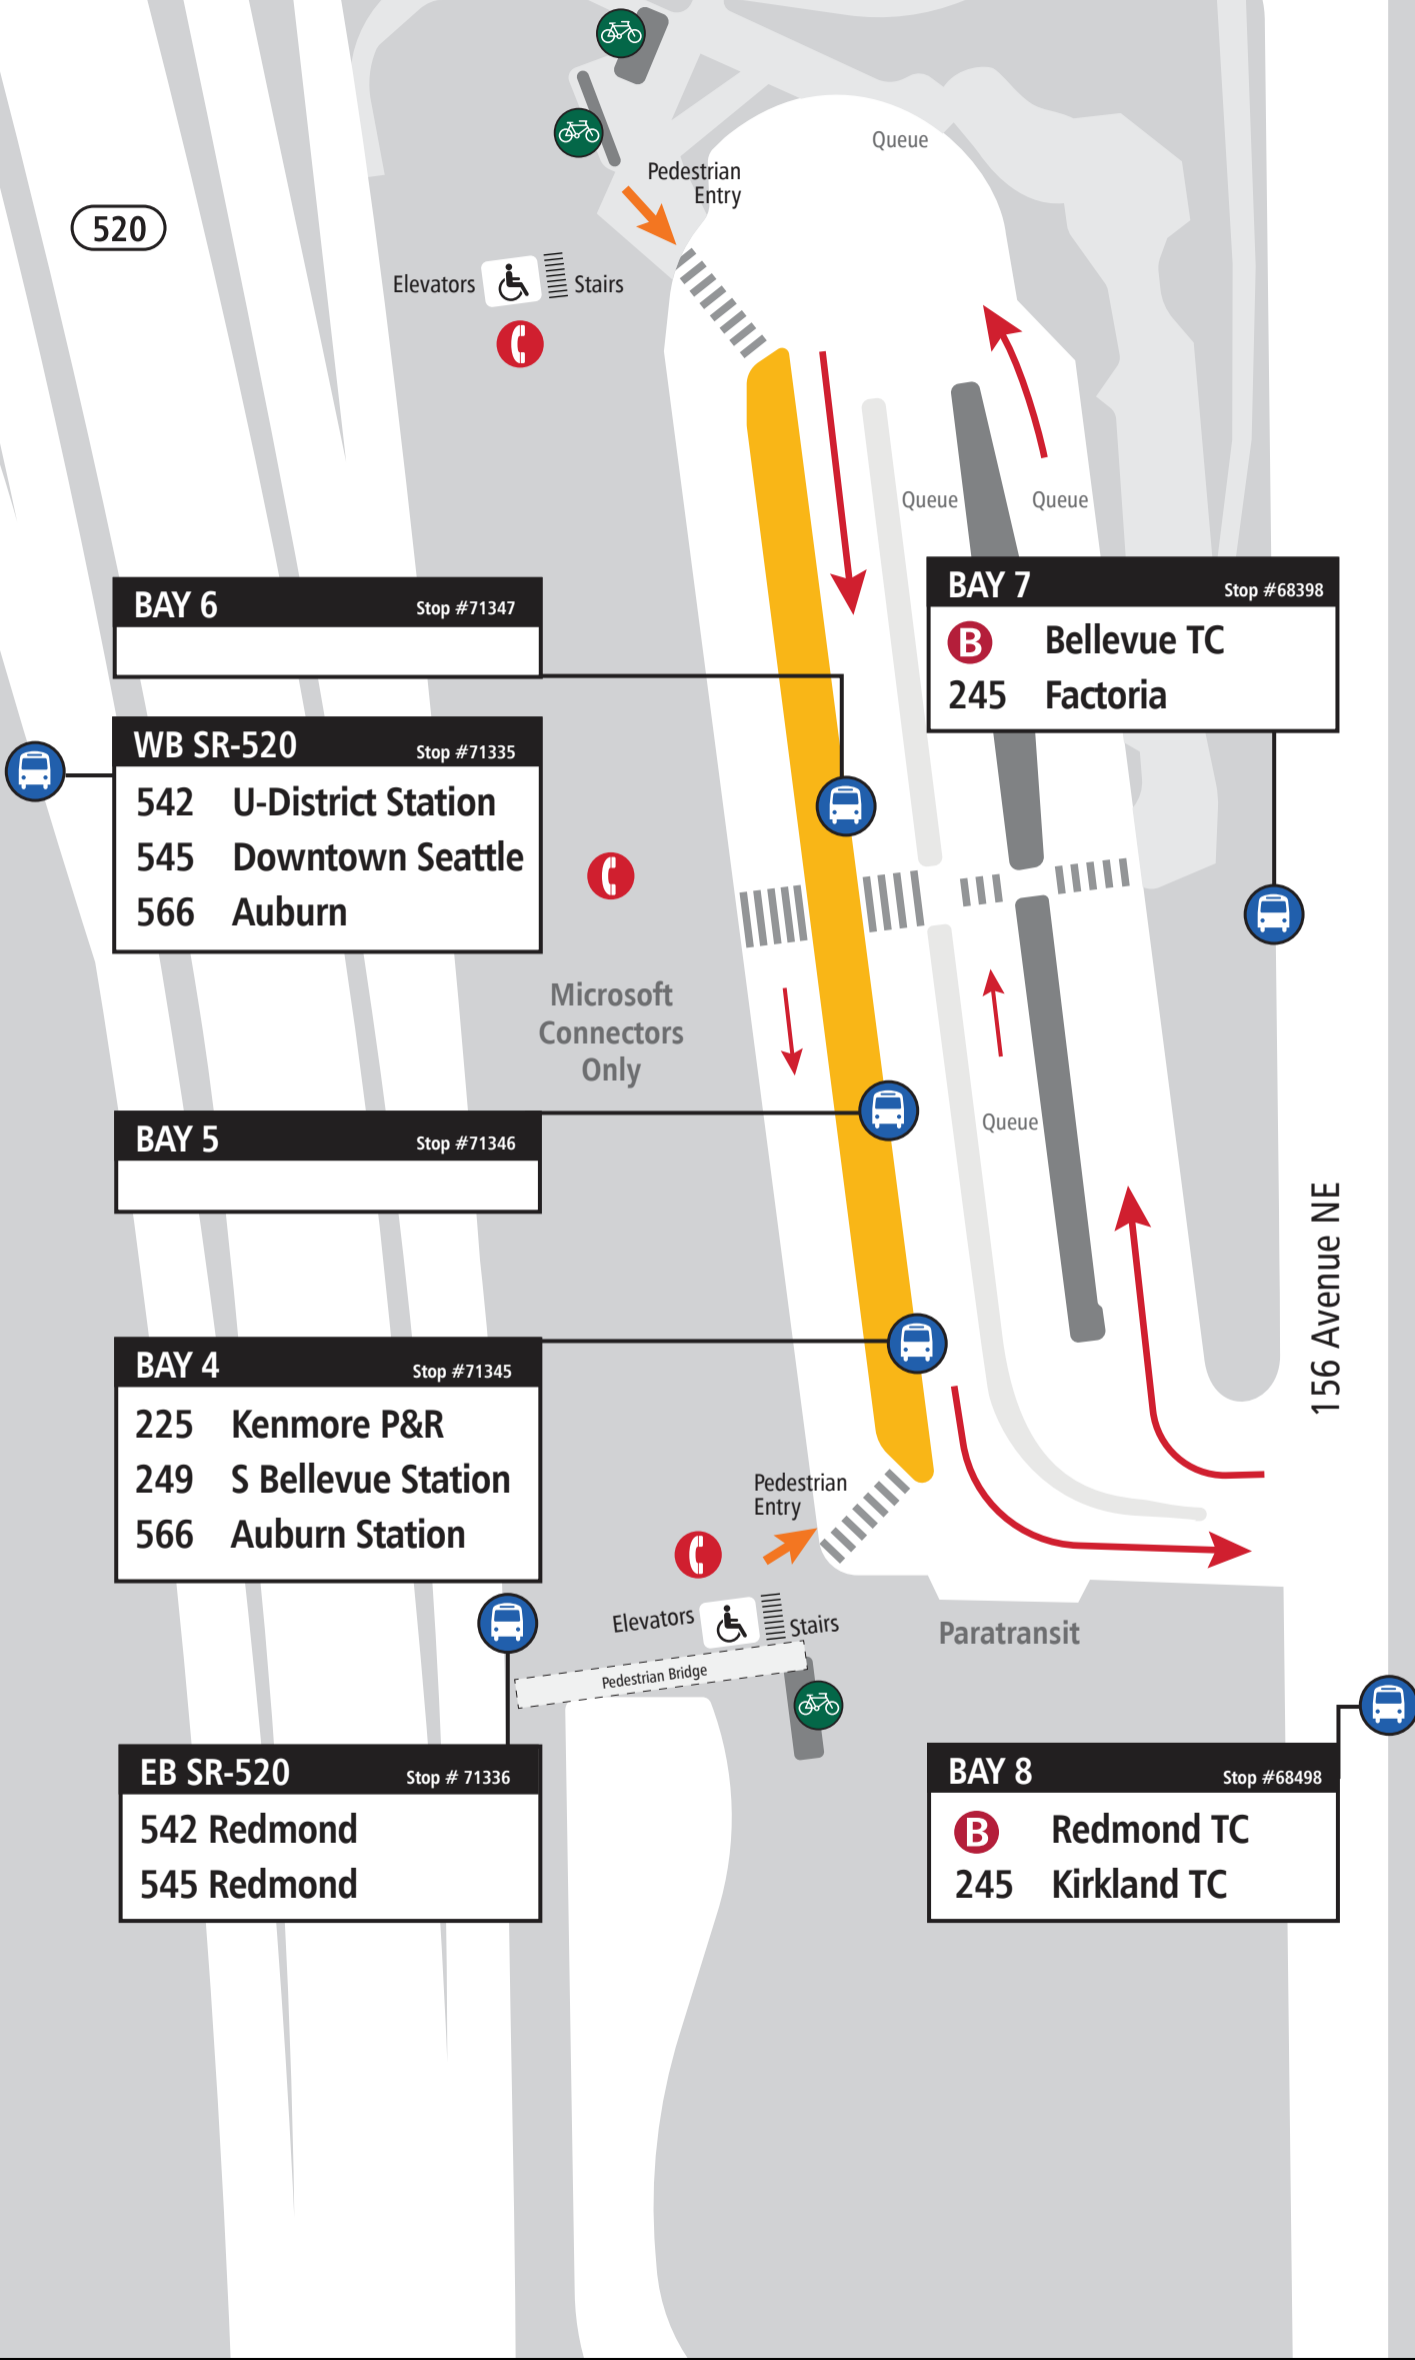 Queue
Pedestrian
Entry
520
Elevators
Stairs
Queue
Queue
BAY 6 Stop #71347
BAY 7 Stop #68398
B Bellevue TC
245 Factoria
WB SR-520 Stop #71335
542 U-District Station
545 Downtown Seattle
566 Auburn
Microsoft
Connectors
Only
BAY 5 Stop #71346
Queue
156 Avenue NE
BAY 4 Stop #71345
225 Kenmore P&R
249 S Bellevue Station
566 Auburn Station
Pedestrian
Entry
Elevators
Stairs
Paratransit
Pedestrian Bridge
EB SR-520 Stop # 71336
542 Redmond
545 Redmond
BAY 8 Stop #68498
B Redmond TC
245 Kirkland TC